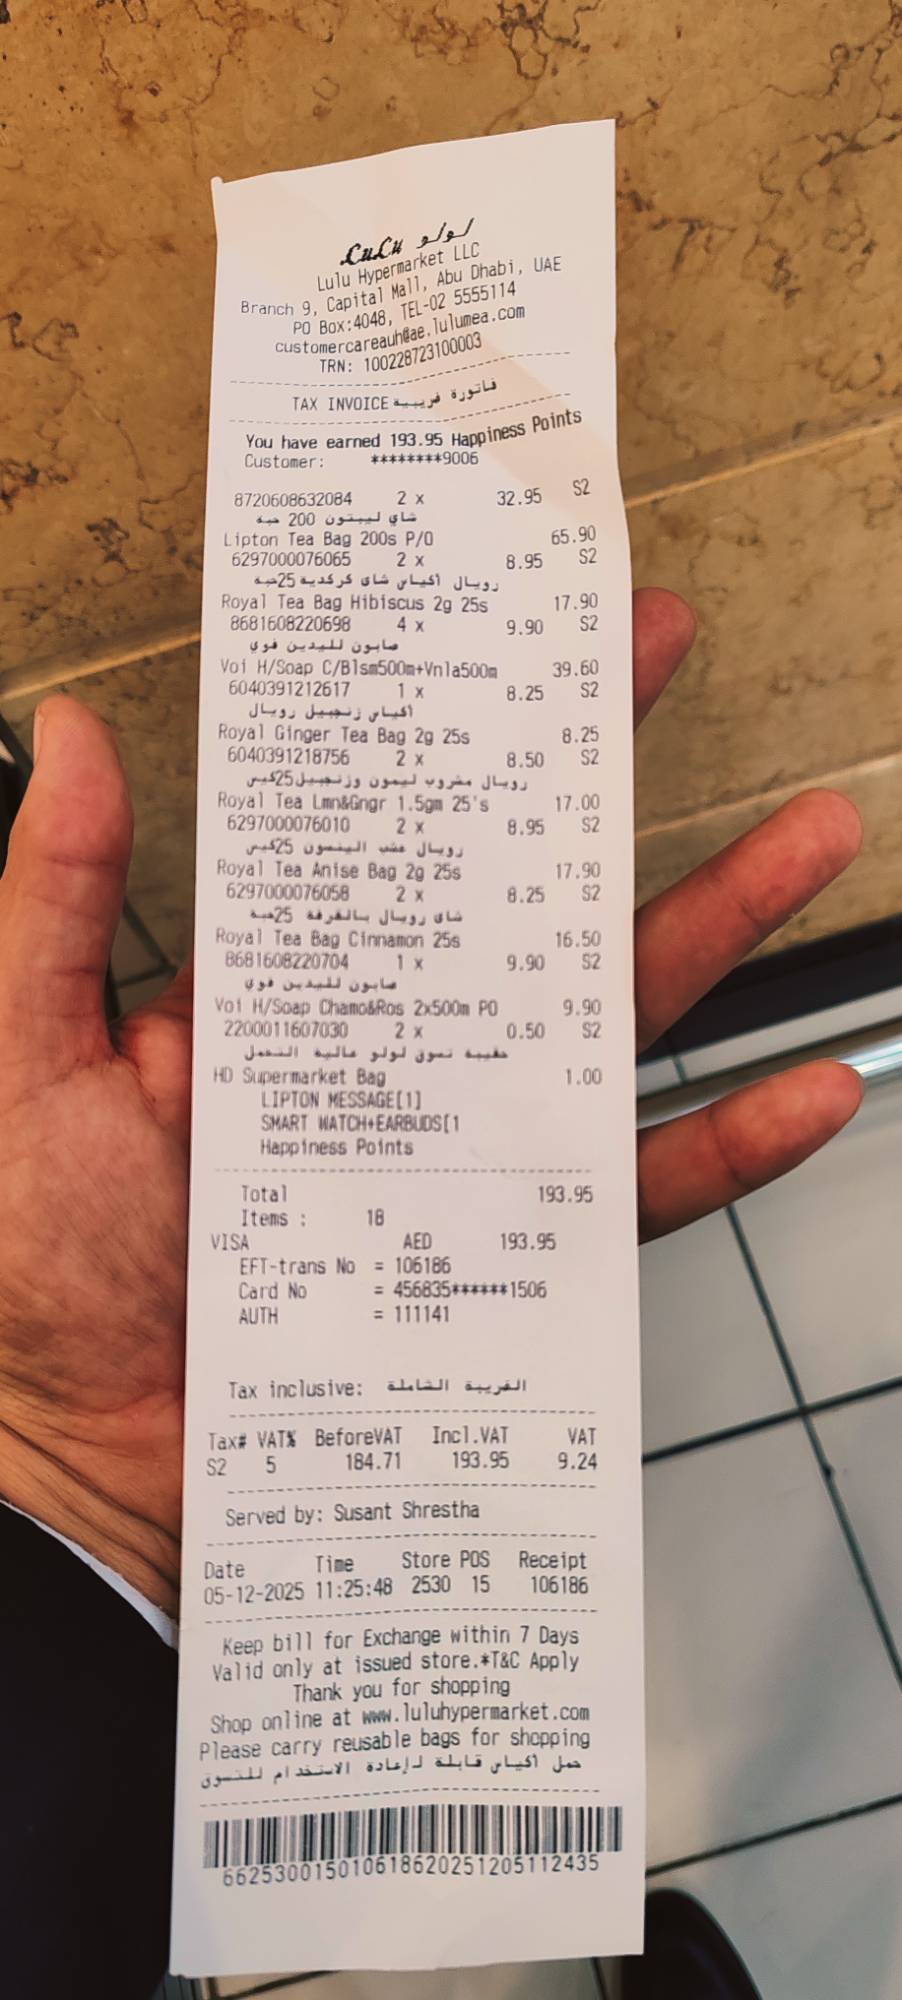 LuLu لولو
Lulu Hypermarket LLC
Branch 9, Capital Mall, Abu Dhabi, UAE
PO Box:4048, TEL-02 5555114
customercareauh@ae.lulumea.com
TRN: 100228723100003
TAX INVOICE فاتورة ضريبية
You have earned 193.95 Happiness Points
Customer: ********9006
8720608632084 2 x 32.95 S2
شاي ليبتون 200 حبة
Lipton Tea Bag 200s P/O 65.90
6297000076065 2 x 8.95 S2
رويال أكياس شاي كركدية 25حبة
Royal Tea Bag Hibiscus 2g 25s 17.90
8681608220698 4 x 9.90 S2
صابون لليدين فوي
Voi H/Soap C/Blsm500m+Vnla500m 39.60
6040391212617 1 x 8.25 S2
أكياس زنجبيل رويال
Royal Ginger Tea Bag 2g 25s 8.25
6040391218756 2 x 8.50 S2
رويال مشروب ليمون وزنجبيل25كيس
Royal Tea Lmn&Gngr 1.5gm 25's 17.00
6297000076010 2 x 8.95 S2
رويال عشب الينسون 25كيس
Royal Tea Anise Bag 2g 25s 17.90
6297000076058 2 x 8.25 S2
شاي رويال بالقرفة 25حبة
Royal Tea Bag Cinnamon 25s 16.50
8681608220704 1 x 9.90 S2
صابون لليدين فوي
Voi H/Soap Chamo&Ros 2x500m PO 9.90
2200011607030 2 x 0.50 S2
حقيبة تسوق لولو عالية التحمل
HD Supermarket Bag 1.00
LIPTON MESSAGE[1]
SMART WATCH+EARBUDS[1
Happiness Points
Total 193.95
Items : 18
VISA AED 193.95
EFT-trans No = 106186
Card No = 456835******1506
AUTH = 111141
Tax inclusive: الضريبة الشاملة
Tax# VAT% BeforeVAT Incl.VAT VAT
S2 5 184.71 193.95 9.24
Served by: Susant Shrestha
Date Time Store POS Receipt
05-12-2025 11:25:48 2530 15 106186
Keep bill for Exchange within 7 Days
Valid only at issued store.*T&C Apply
Thank you for shopping
Shop online at www.luluhypermarket.com
Please carry reusable bags for shopping
حمل أكياس قابلة لإعادة الاستخدام للتسوق
6625300150106186202512051124​35